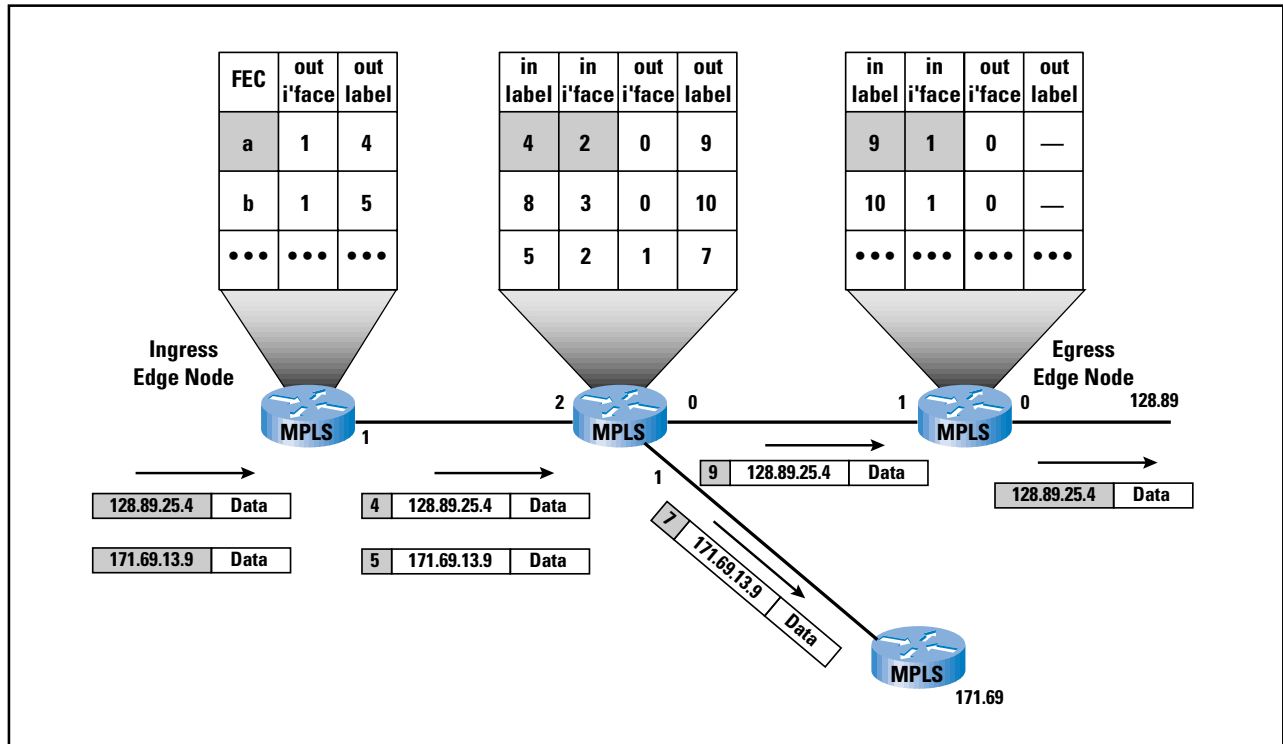 FEC out i'face out label
a 1 4
b 1 5
••• ••• •••
in label in i'face out i'face out label
4 2 0 9
8 3 0 10
5 2 1 7
in label in i'face out i'face out label
9 1 0 —
10 1 0 —
••• ••• ••• •••
Ingress
Edge Node
Egress
Edge Node
MPLS
1
2
MPLS
0
1
1
MPLS
0
128.89
128.89.25.4 Data
171.69.13.9 Data
4 128.89.25.4 Data
5 171.69.13.9 Data
9 128.89.25.4 Data
7 171.69.13.9 Data
128.89.25.4 Data
MPLS
171.69